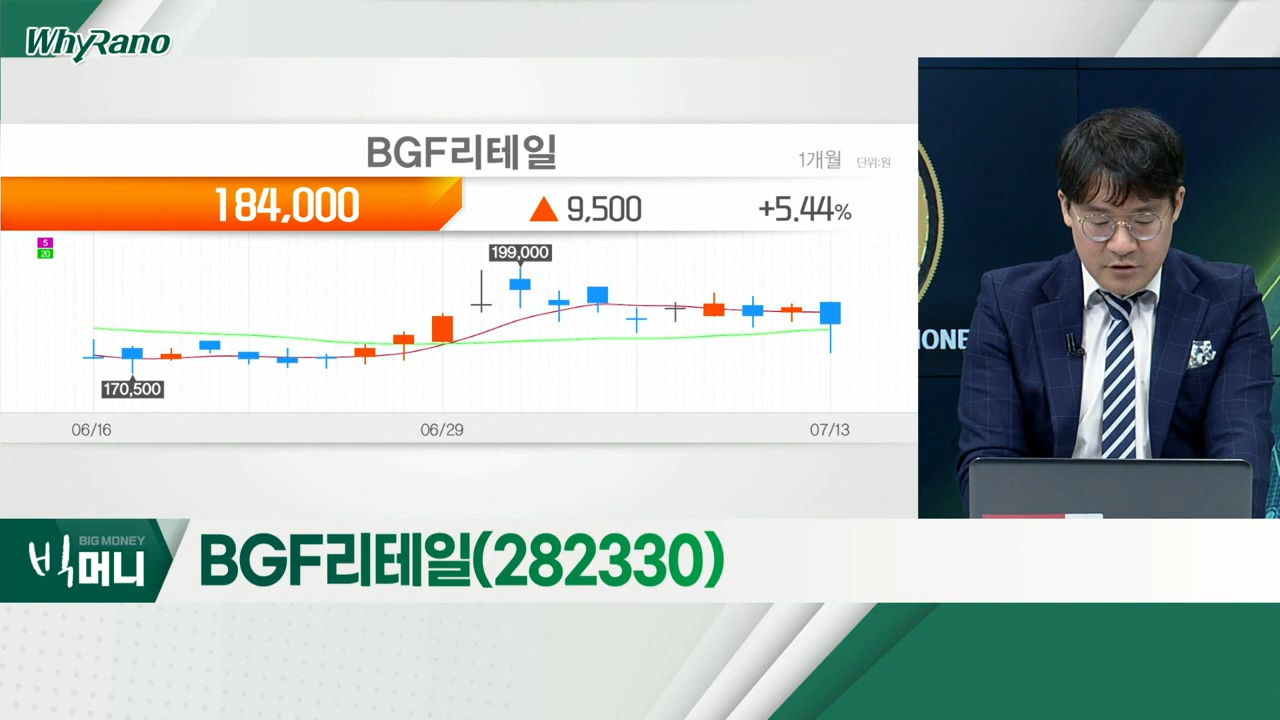 WhyRano
BGF리테일
1개월 단위:원
184,000 ▲ 9,500 +5.44%
5
20
199,000
170,500
06/16 06/29 07/13
ONE
BIG MONEY
빅머니
BGF리테일(282330)